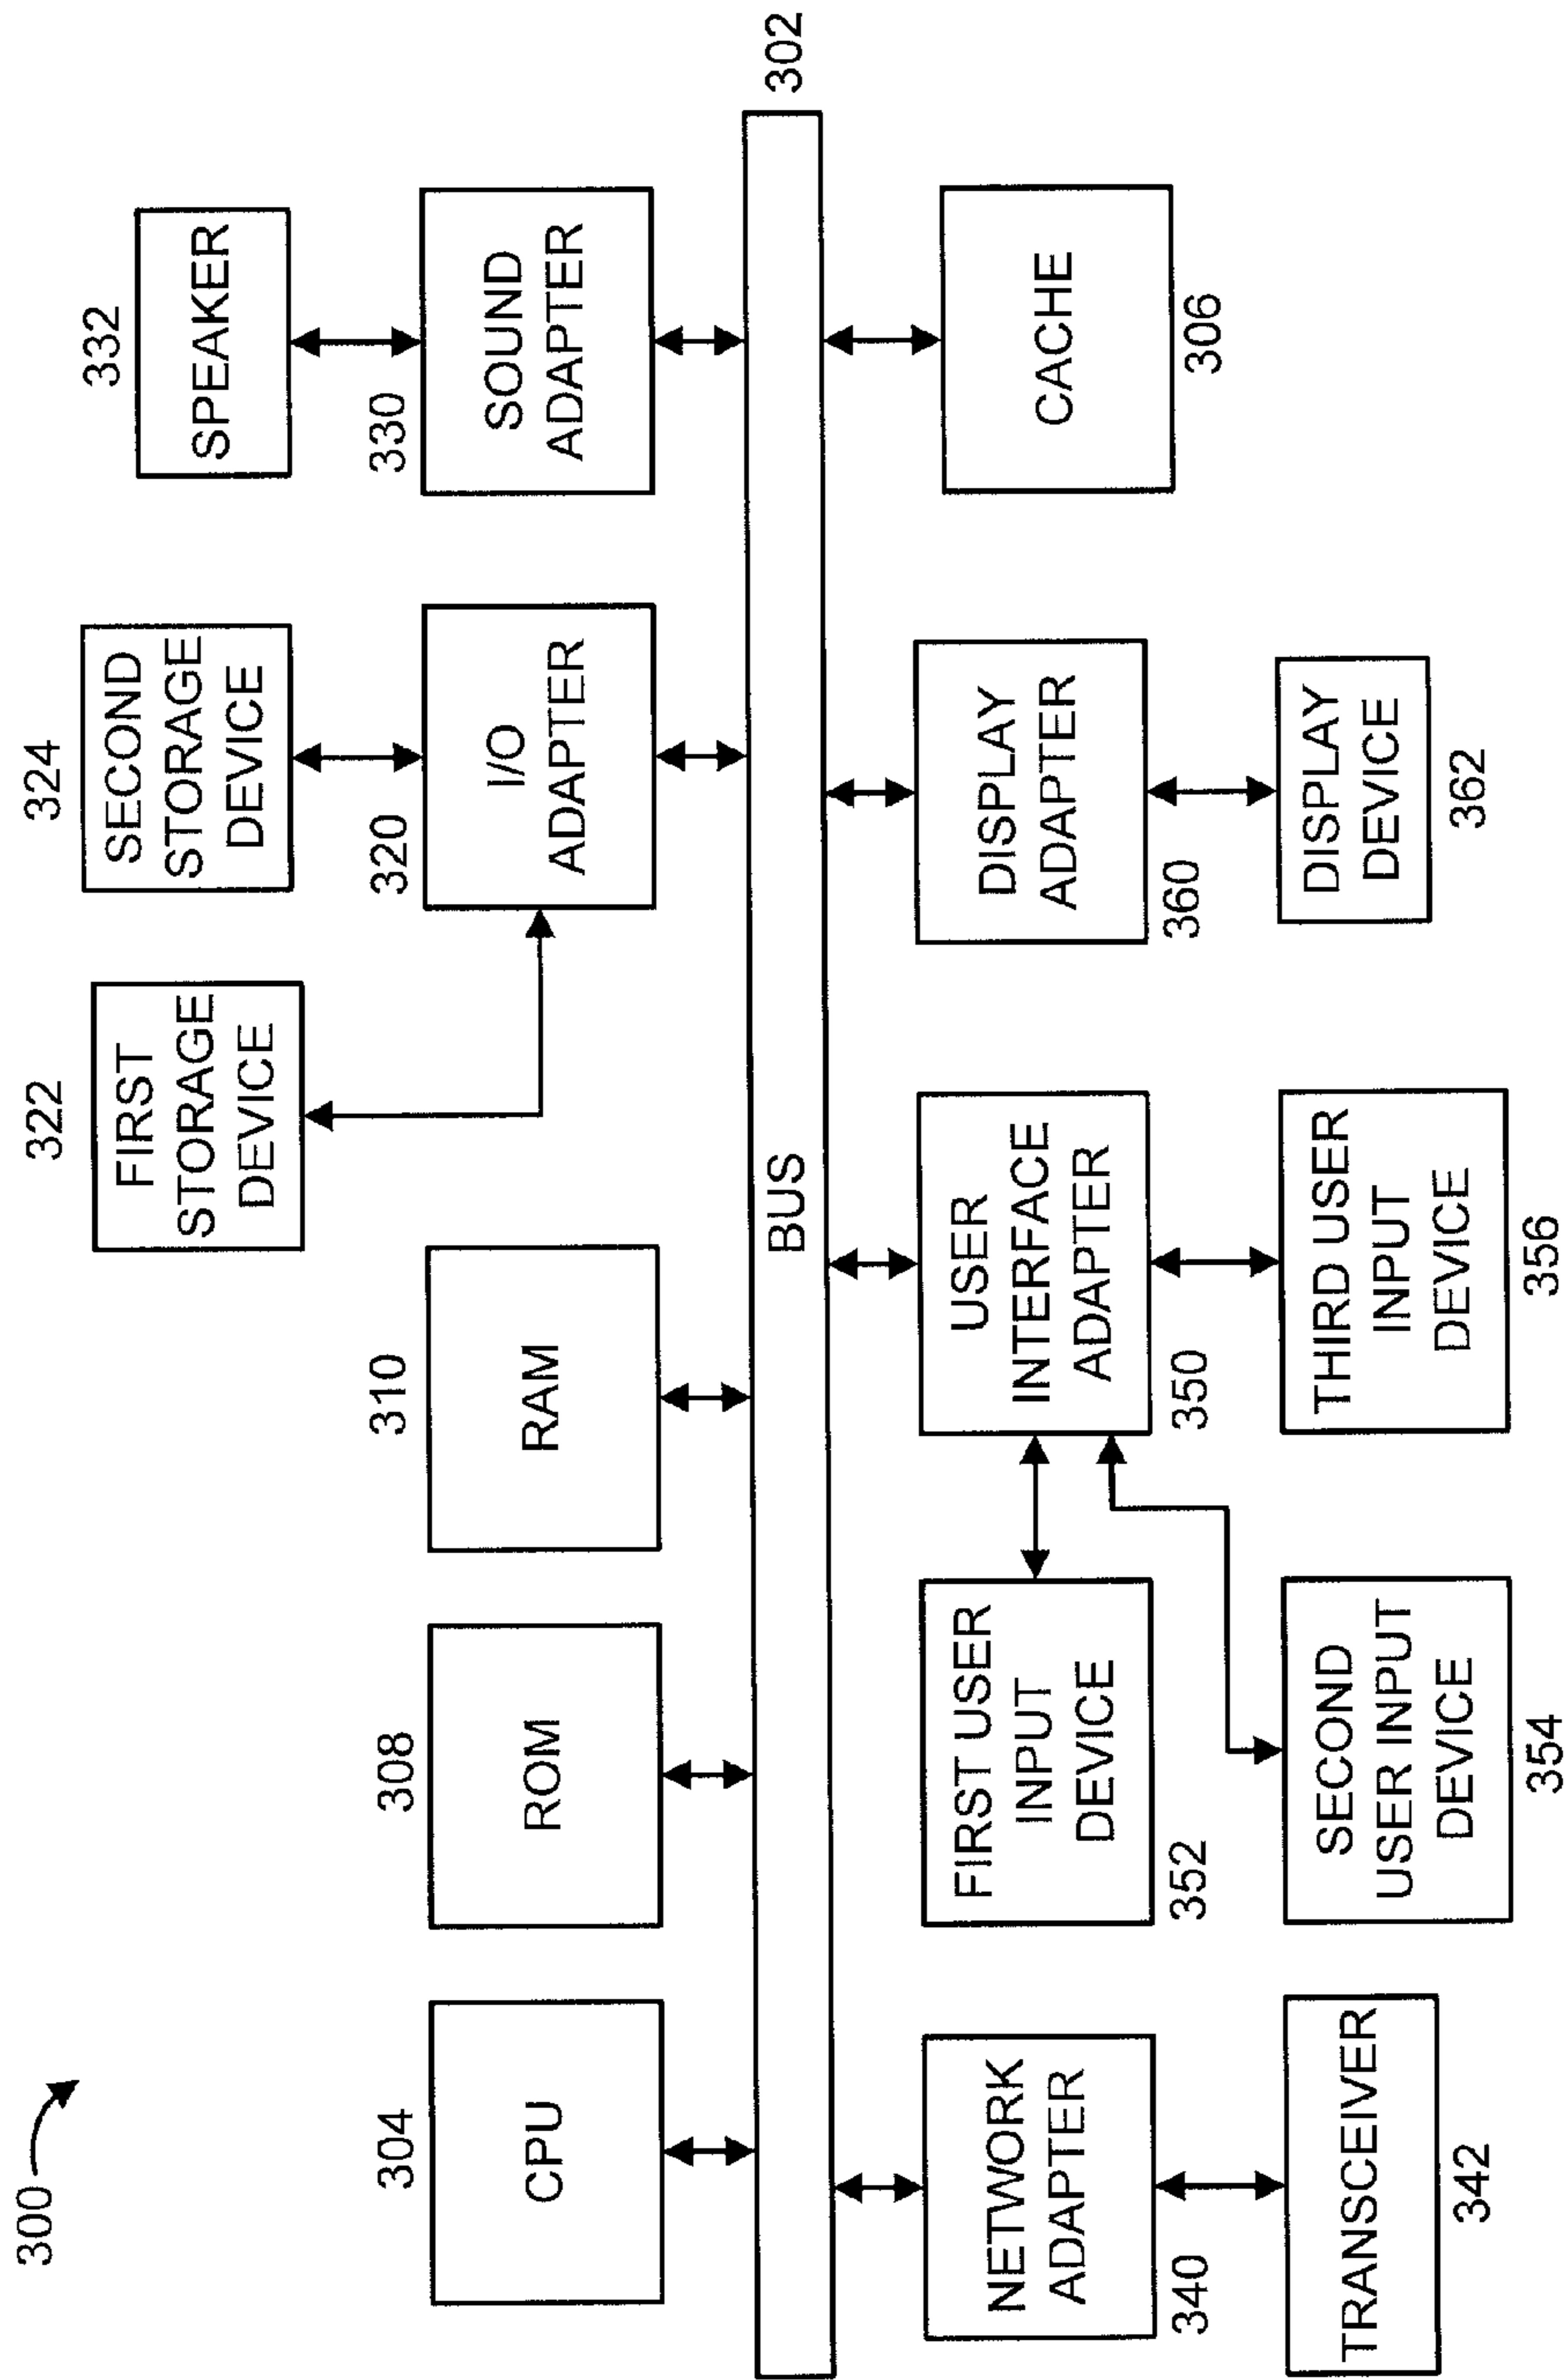 300
304
CPU
308
ROM
310
RAM
322
FIRST
STORAGE
DEVICE
324
SECOND
STORAGE
DEVICE
320
I/O
ADAPTER
332
SPEAKER
330
SOUND
ADAPTER
BUS
302
NETWORK
ADAPTER
340
TRANSCEIVER
342
FIRST USER
INPUT
DEVICE
352
SECOND
USER INPUT
DEVICE
354
USER
INTERFACE
ADAPTER
350
THIRD USER
INPUT
DEVICE
356
DISPLAY
ADAPTER
360
DISPLAY
DEVICE
362
CACHE
306